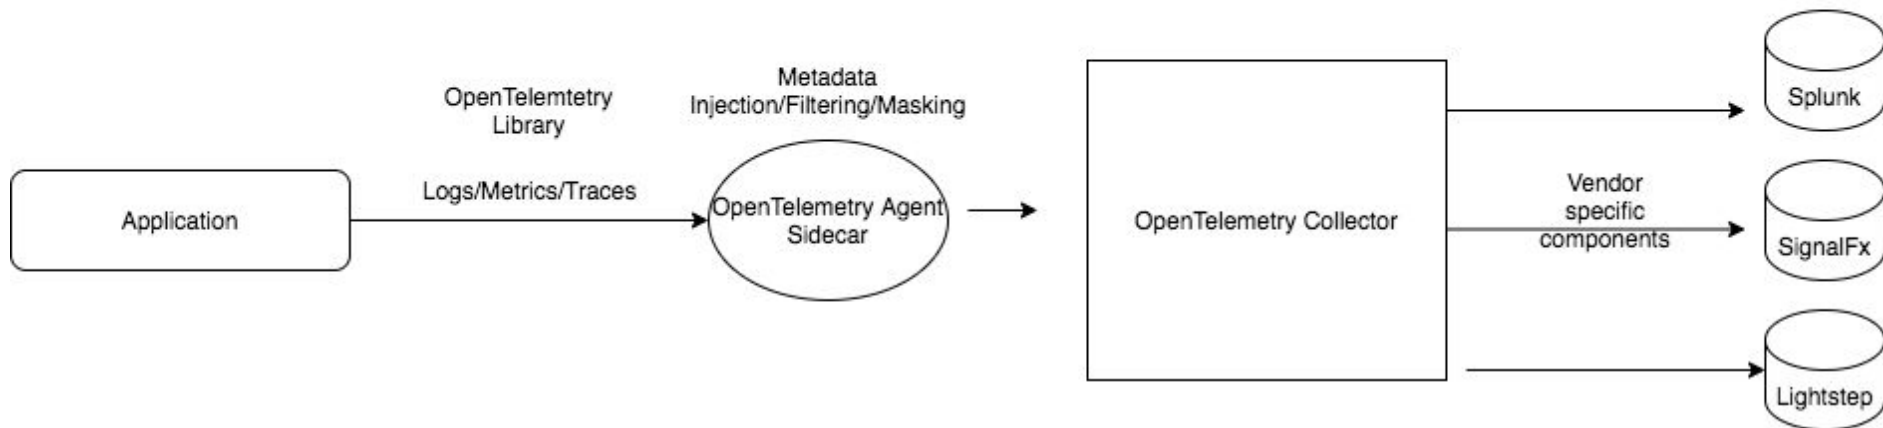 Application
OpenTelemtetry
Library
Logs/Metrics/Traces
Metadata
Injection/Filtering/Masking
OpenTelemetry Agent
Sidecar
OpenTelemetry Collector
Vendor
specific
components
Splunk
SignalFx
Lightstep